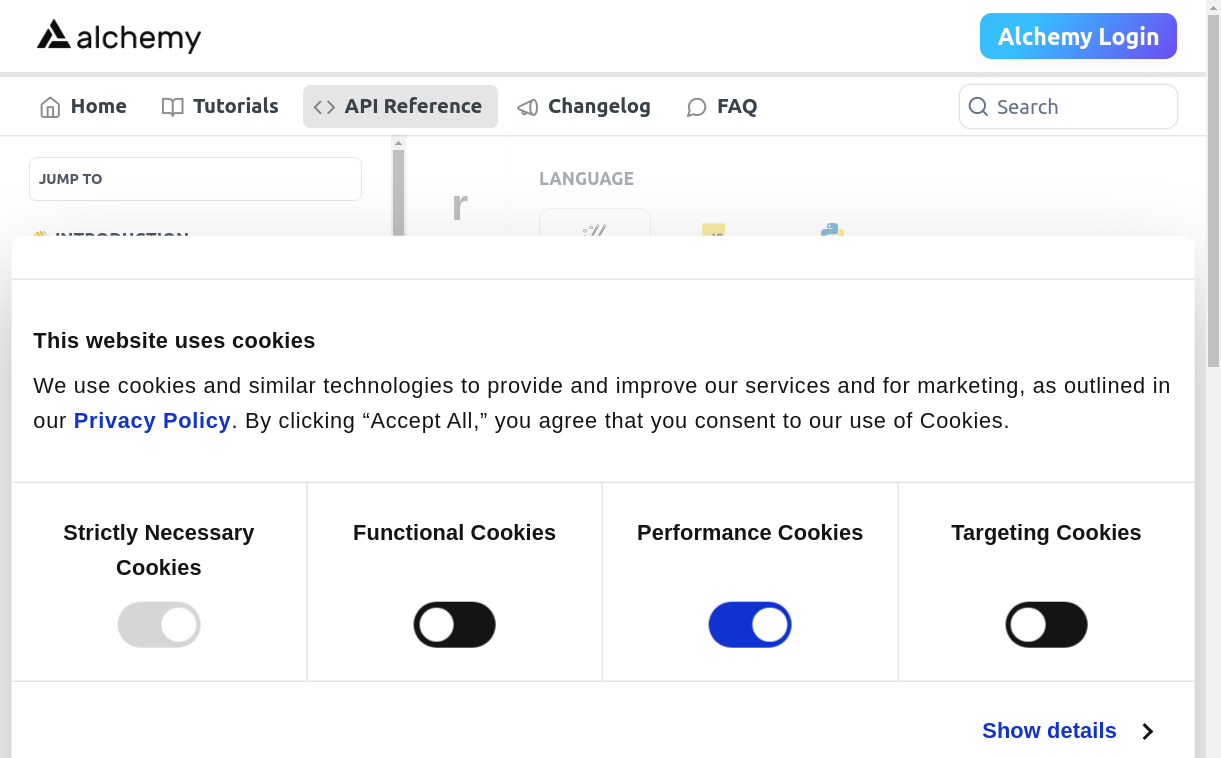 alchemy
Alchemy Login
Home
Tutorials
API Reference
Changelog
FAQ
Search
JUMP TO
LANGUAGE
r
INTRODUCTION
JS
This website uses cookies
We use cookies and similar technologies to provide and improve our services and for marketing, as outlined in
our Privacy Policy. By clicking “Accept All,” you agree that you consent to our use of Cookies.
Strictly Necessary
Cookies
Functional Cookies
Performance Cookies
Targeting Cookies
Show details